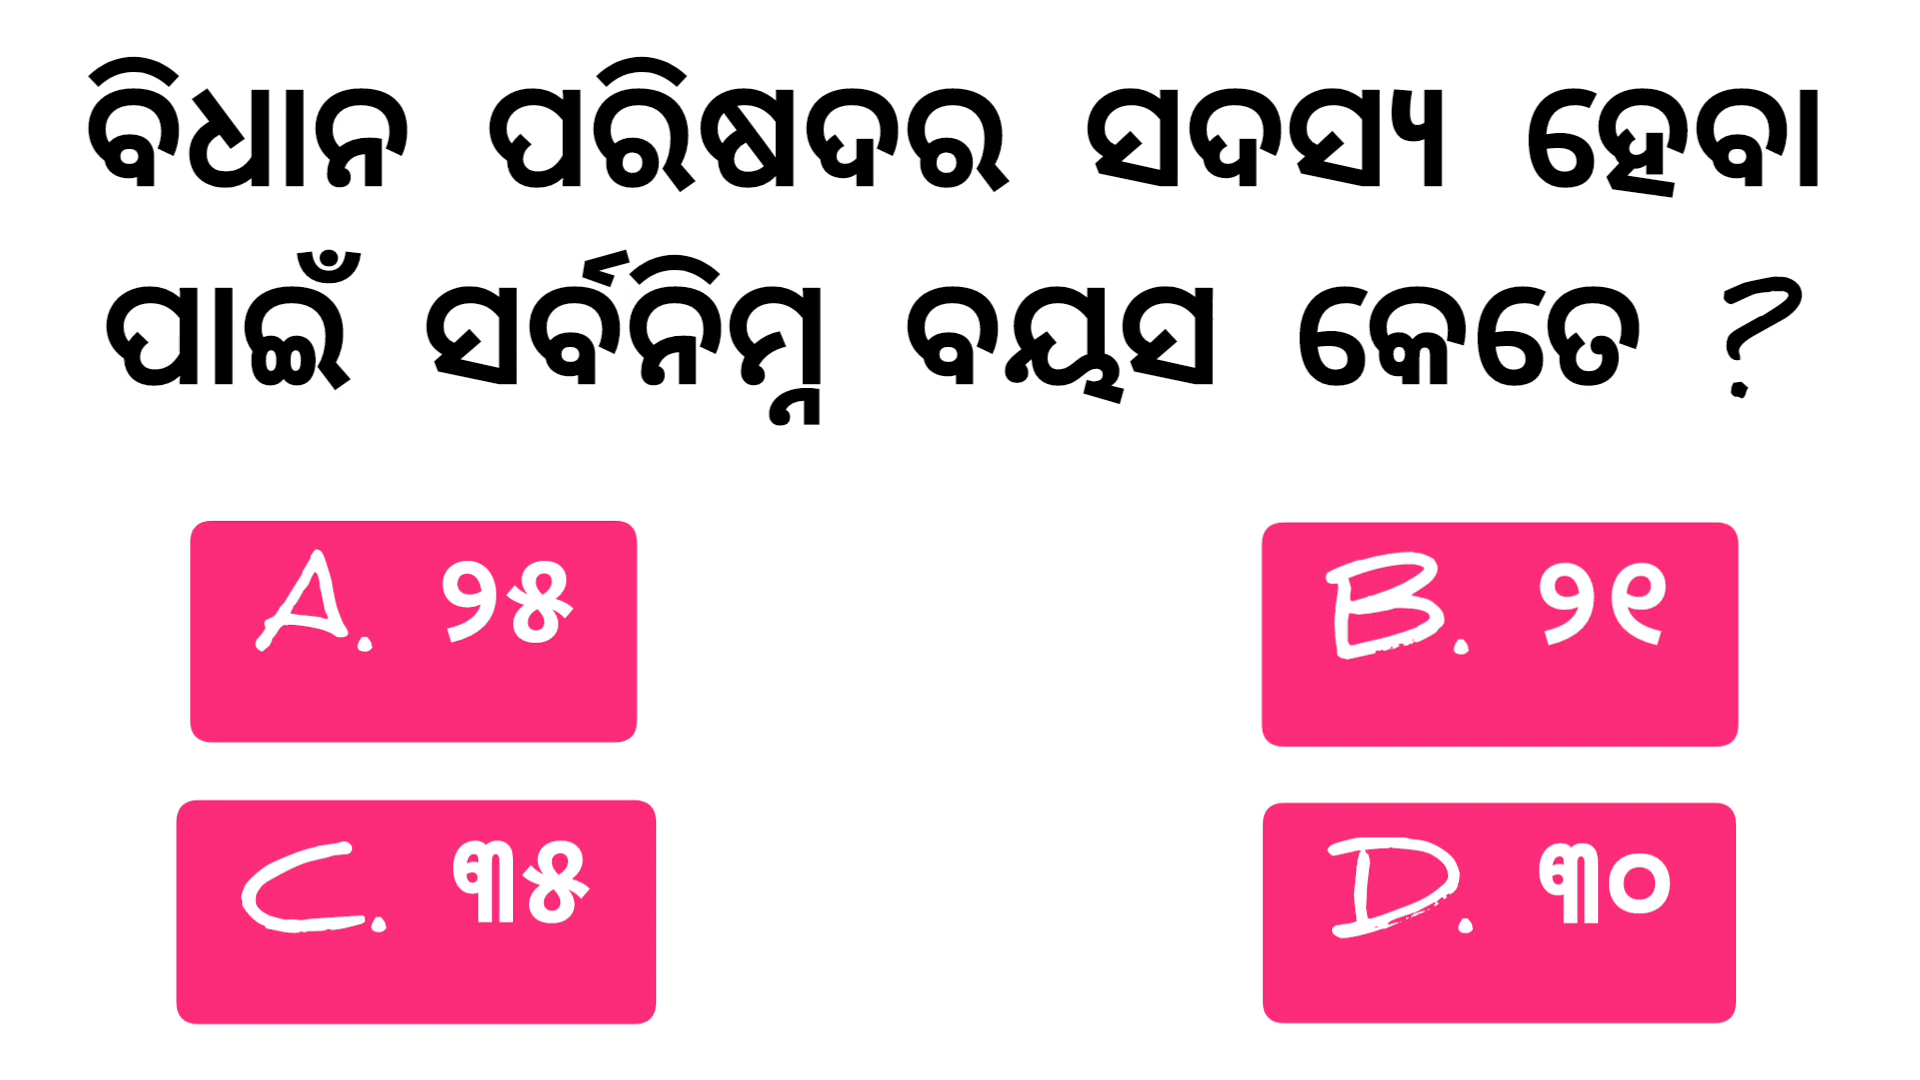 ବିଧାନ ପରିଷଦର ସଦସ୍ୟ ହେବା
ପାଇଁ ସର୍ବନିମ୍ନ ବୟସ କେତେ ?
A. ୨୫
B. ୨୧
C. ୩୫
D. ୩୦